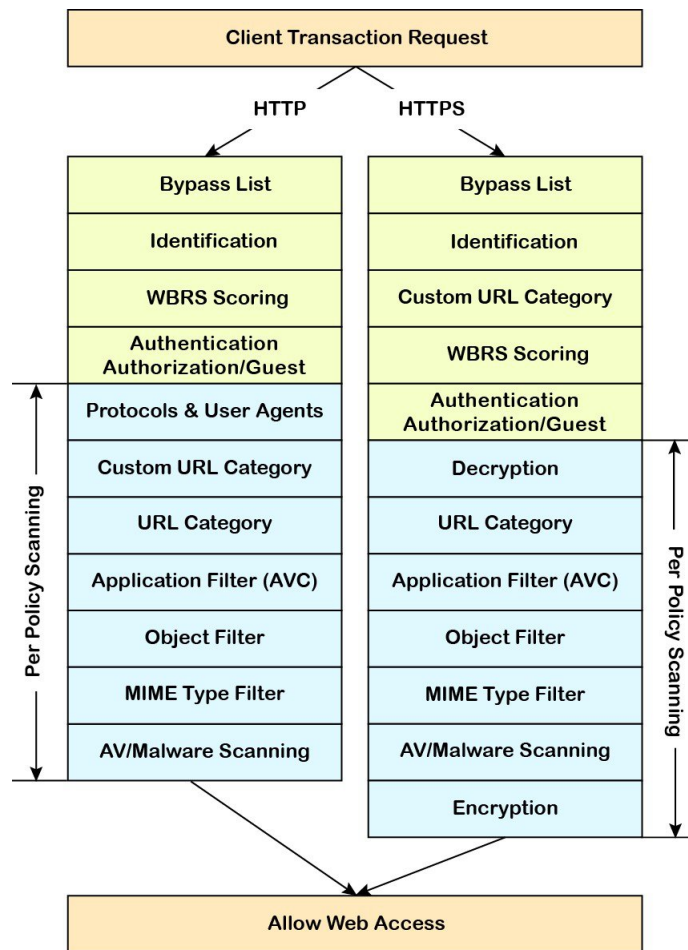 Client Transaction Request
HTTP
HTTPS
Bypass List
Identification
WBRS Scoring
Authentication
Authorization/Guest
Per Policy Scanning
Protocols & User Agents
Custom URL Category
URL Category
Application Filter (AVC)
Object Filter
MIME Type Filter
AV/Malware Scanning
Bypass List
Identification
Custom URL Category
WBRS Scoring
Authentication
Authorization/Guest
Decryption
URL Category
Application Filter (AVC)
Object Filter
MIME Type Filter
AV/Malware Scanning
Encryption
Per Policy Scanning
Allow Web Access